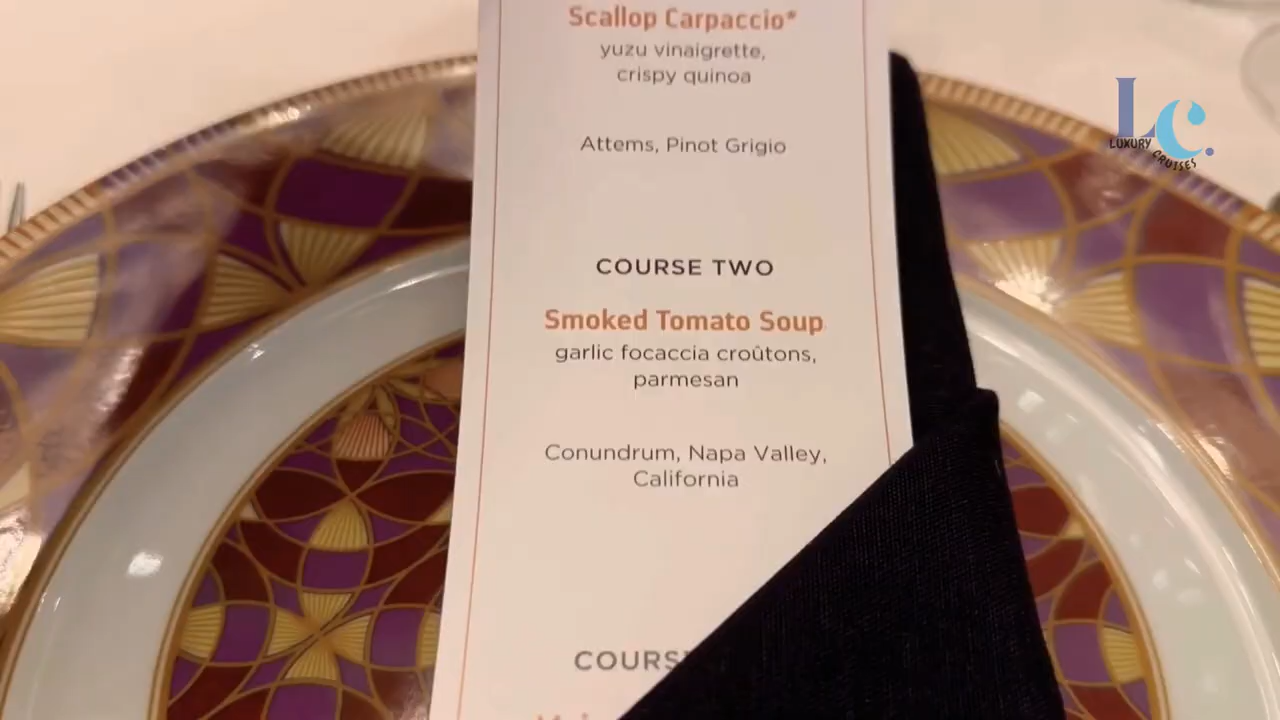 Scallop Carpaccio*
yuzu vinaigrette,
crispy quinoa
Attems, Pinot Grigio
COURSE TWO
Smoked Tomato Soup
garlic focaccia croûtons,
parmesan
Conundrum, Napa Valley,
California
LC.
LUXURY
CRUISES